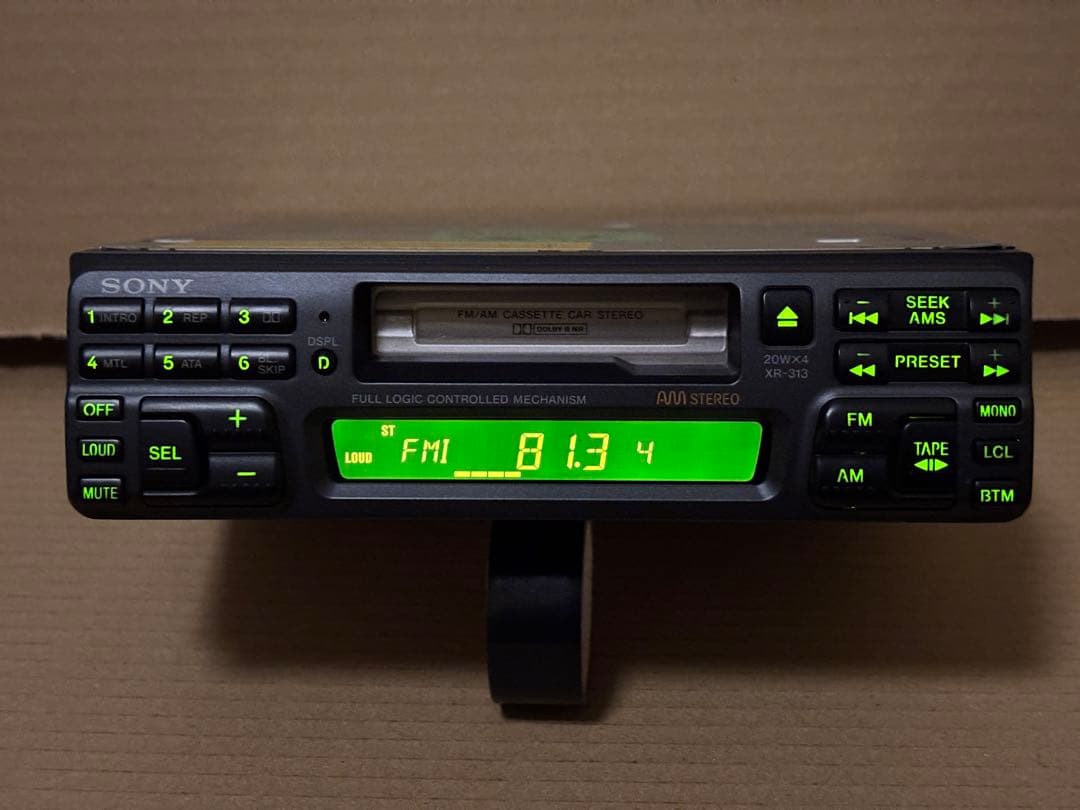 SONY
1 INTRO 2 REP 3
DSPL
D
4 MTL 5 ATA 6 BL. SKIP
FM/AM CASSETTE CAR STEREO
DOLBY B NR
20W×4
XR-313
− SEEK +
AMS
− PRESET +
FULL LOGIC CONTROLLED MECHANISM
AM STEREO
OFF
LOUD
MUTE
SEL
+
−
ST
LOUD FM1 81.3 4
FM
AM
TAPE
MONO
LCL
BTM